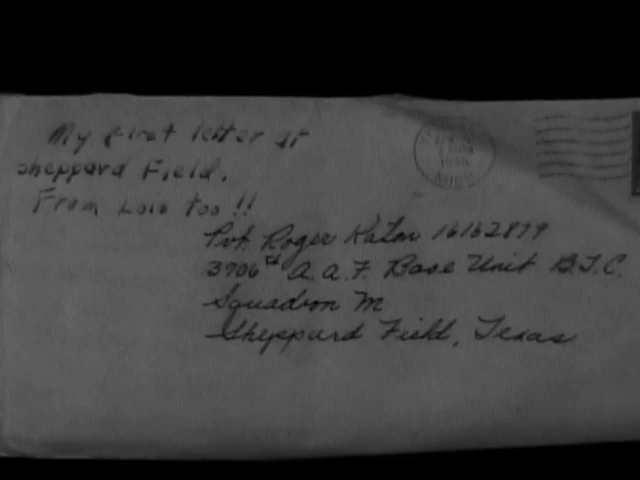 My first letter at
Sheppard Field.
From Lois too !!
Pvt. Roger Katon 16162879
3706th A.A.F. Base Unit B.T.C.
Squadron M
Sheppard Field, Texas